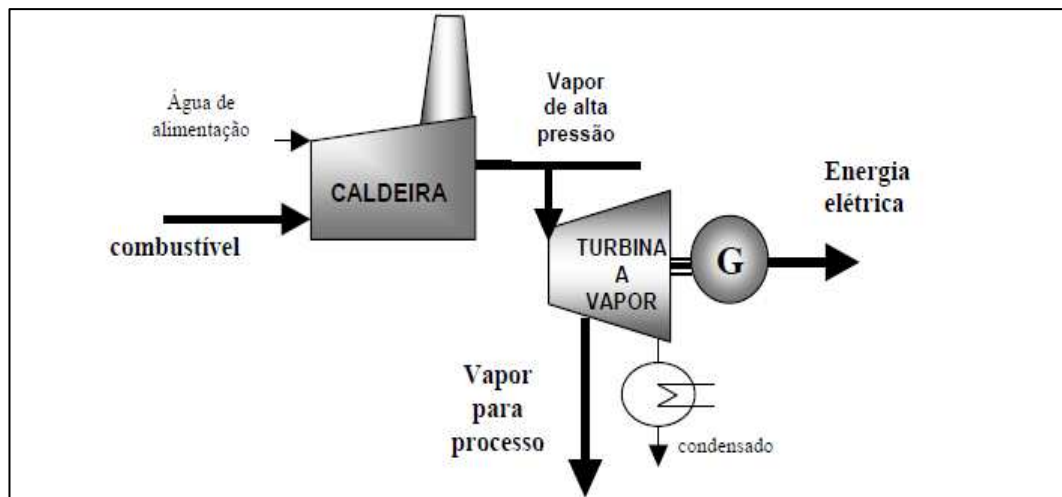 Água de
alimentação
CALDEIRA
combustível
Vapor
de alta
pressão
TURBINA
A
VAPOR
G
Energia
elétrica
Vapor
para
processo
condensado